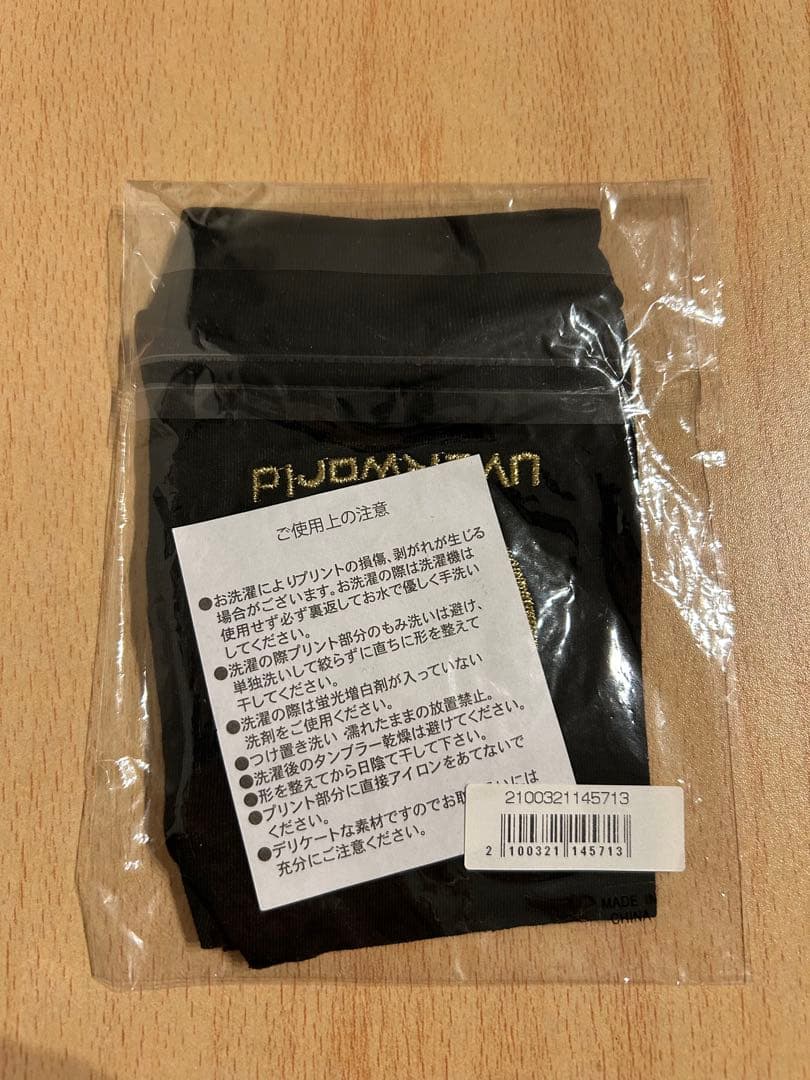 UVERworld
ご使用上の注意
●お洗濯によりプリントの損傷、剥がれが生じる
場合がございます。お洗濯の際は洗濯機は
使用せず必ず裏返してお水で優しく手洗い
してください。
●洗濯の際プリント部分のもみ洗いは避け、
単独洗いして絞らずに直ちに形を整えて
干してください。
●洗濯の際は蛍光増白剤が入っていない
洗剤をご使用ください。
●つけ置き洗い・濡れたままの放置禁止。
●洗濯後のタンブラー乾燥は避けてください。
●形を整えてから日陰て干して下さい。
●プリント部分に直接アイロンをあてないで
ください。
●デリケートな素材ですのでお取いには
充分にご注意ください。
2100321145713
2 100321 145713
MADE IN
CHINA